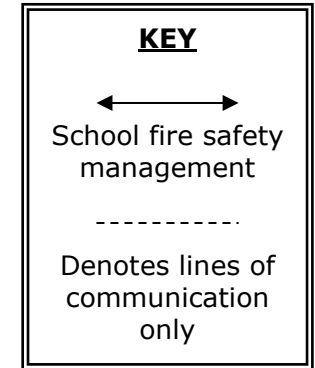 KEY
School fire safety
management
Denotes lines of
communication
only